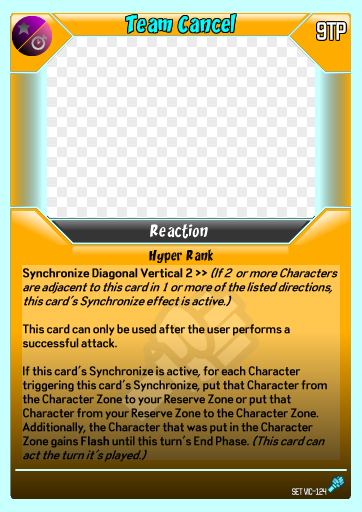 Team Cancel
9TP
Reaction
Hyper Rank
Synchronize Diagonal Vertical 2 >> (If 2 or more Characters
are adjacent to this card in 1 or more of the listed directions,
this card's Synchronize effect is active.)
This card can only be used after the user performs a
successful attack.
If this card's Synchronize is active, for each Character
triggering this card's Synchronize, put that Character from
the Character Zone to your Reserve Zone or put that
Character from your Reserve Zone to the Character Zone.
Additionally, the Character that was put in the Character
Zone gains Flash until this turn's End Phase. (This card can
act the turn it's played.)
SET VIC-124